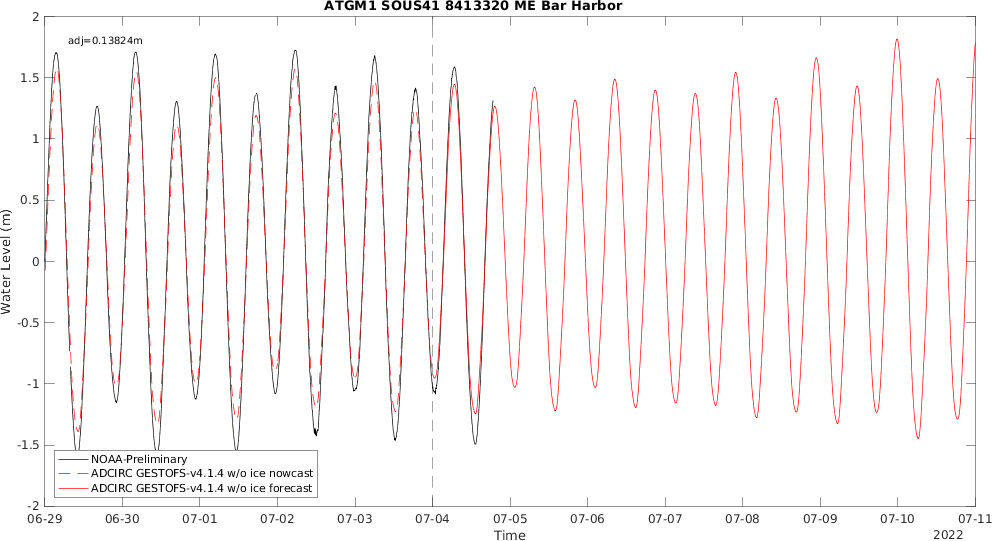 ATGM1 SOUS41 8413320 ME Bar Harbor
adj=0.13824m
Water Level (m)
2
1.5
1
0.5
0
-0.5
-1
-1.5
-2
NOAA-Preliminary
ADCIRC GESTOFS-v4.1.4 w/o ice nowcast
ADCIRC GESTOFS-v4.1.4 w/o ice forecast
06-29 06-30 07-01 07-02 07-03 07-04 07-05 07-06 07-07 07-08 07-09 07-10 07-11
Time
2022